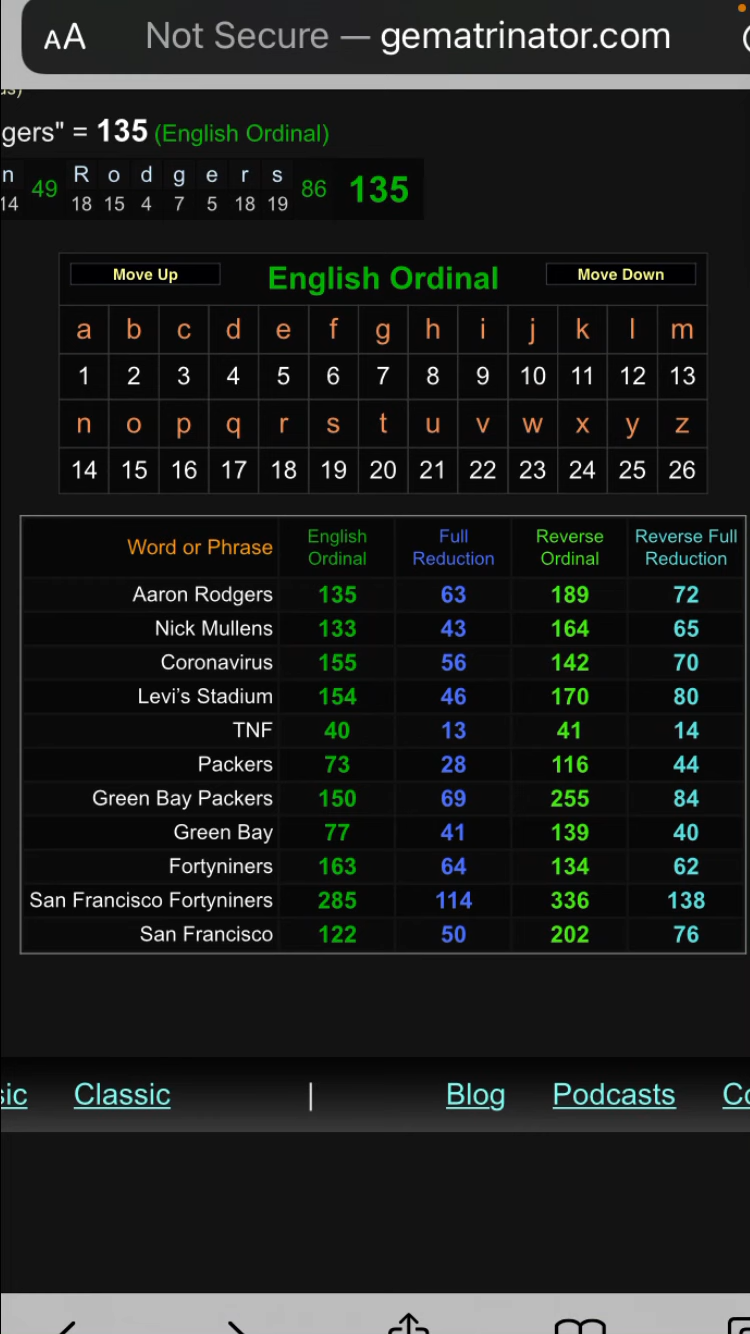 AA Not Secure — gematrinator.com
gers" = 135 (English Ordinal)
n 49 R o d g e r s 86 135
14 18 15 4 7 5 18 19
Move Up English Ordinal Move Down
a b c d e f g h i j k l m
1 2 3 4 5 6 7 8 9 10 11 12 13
n o p q r s t u v w x y z
14 15 16 17 18 19 20 21 22 23 24 25 26
Word or Phrase English Ordinal Full Reduction Reverse Ordinal Reverse Full Reduction
Aaron Rodgers 135 63 189 72
Nick Mullens 133 43 164 65
Coronavirus 155 56 142 70
Levi’s Stadium 154 46 170 80
TNF 40 13 41 14
Packers 73 28 116 44
Green Bay Packers 150 69 255 84
Green Bay 77 41 139 40
Fortyniners 163 64 134 62
San Francisco Fortyniners 285 114 336 138
San Francisco 122 50 202 76
sic Classic | Blog Podcasts Co